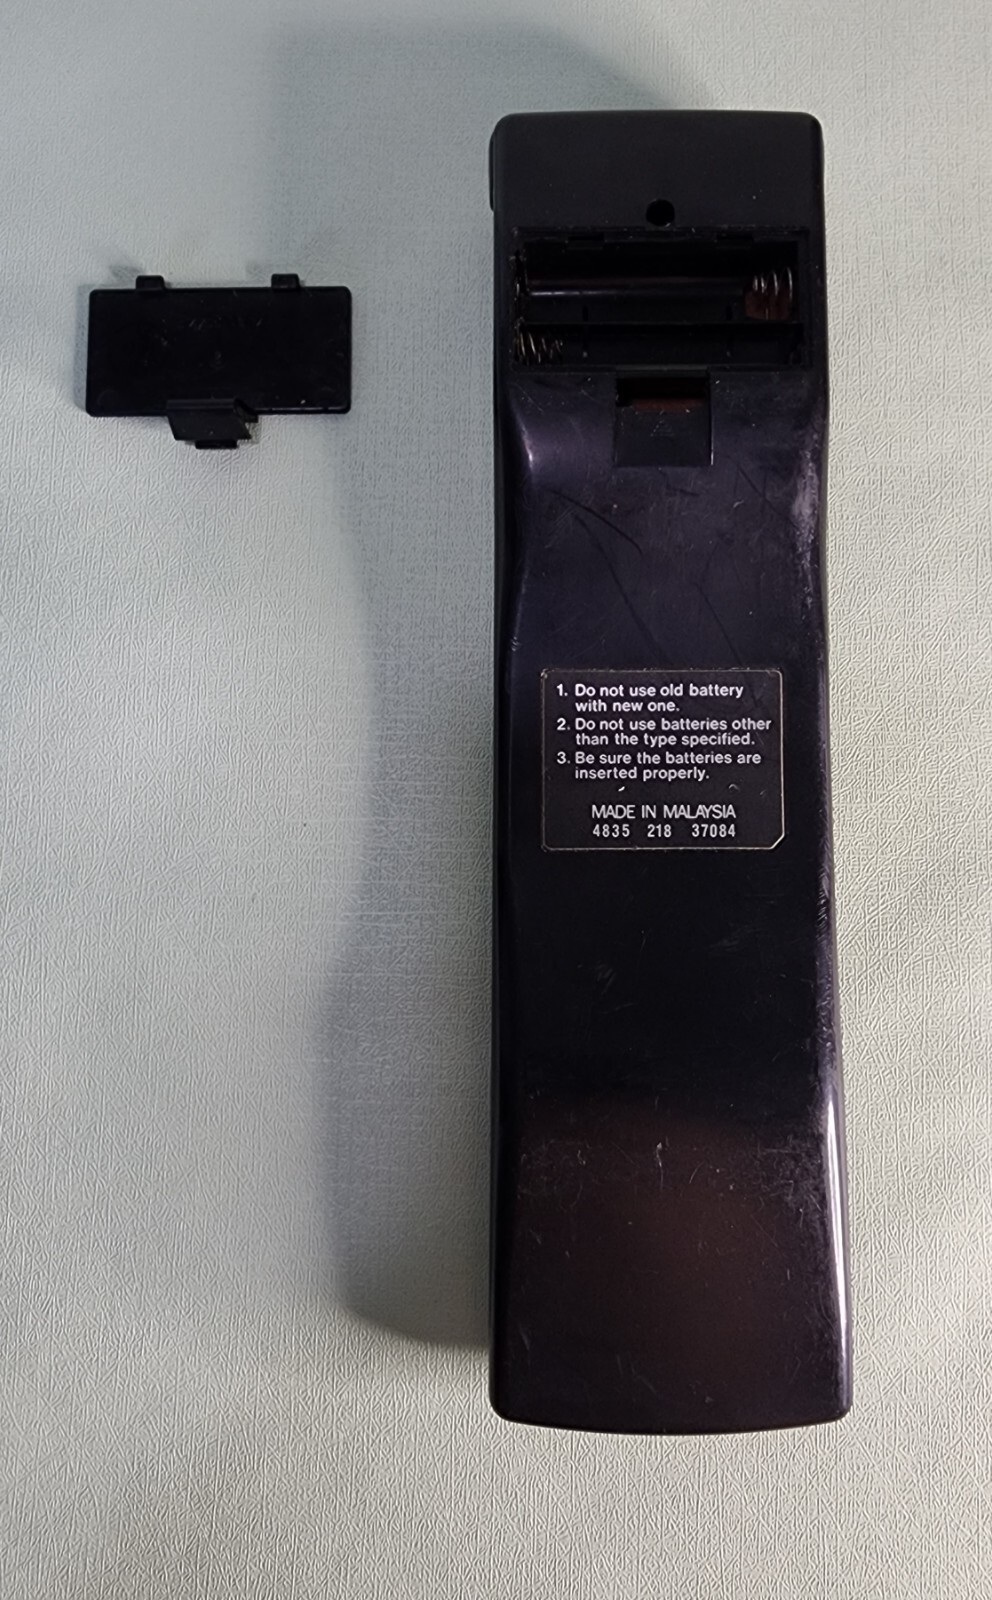 1. Do not use old battery
with new one.
2. Do not use batteries other
than the type specified.
3. Be sure the batteries are
inserted properly.
MADE IN MALAYSIA
4835 218 37084